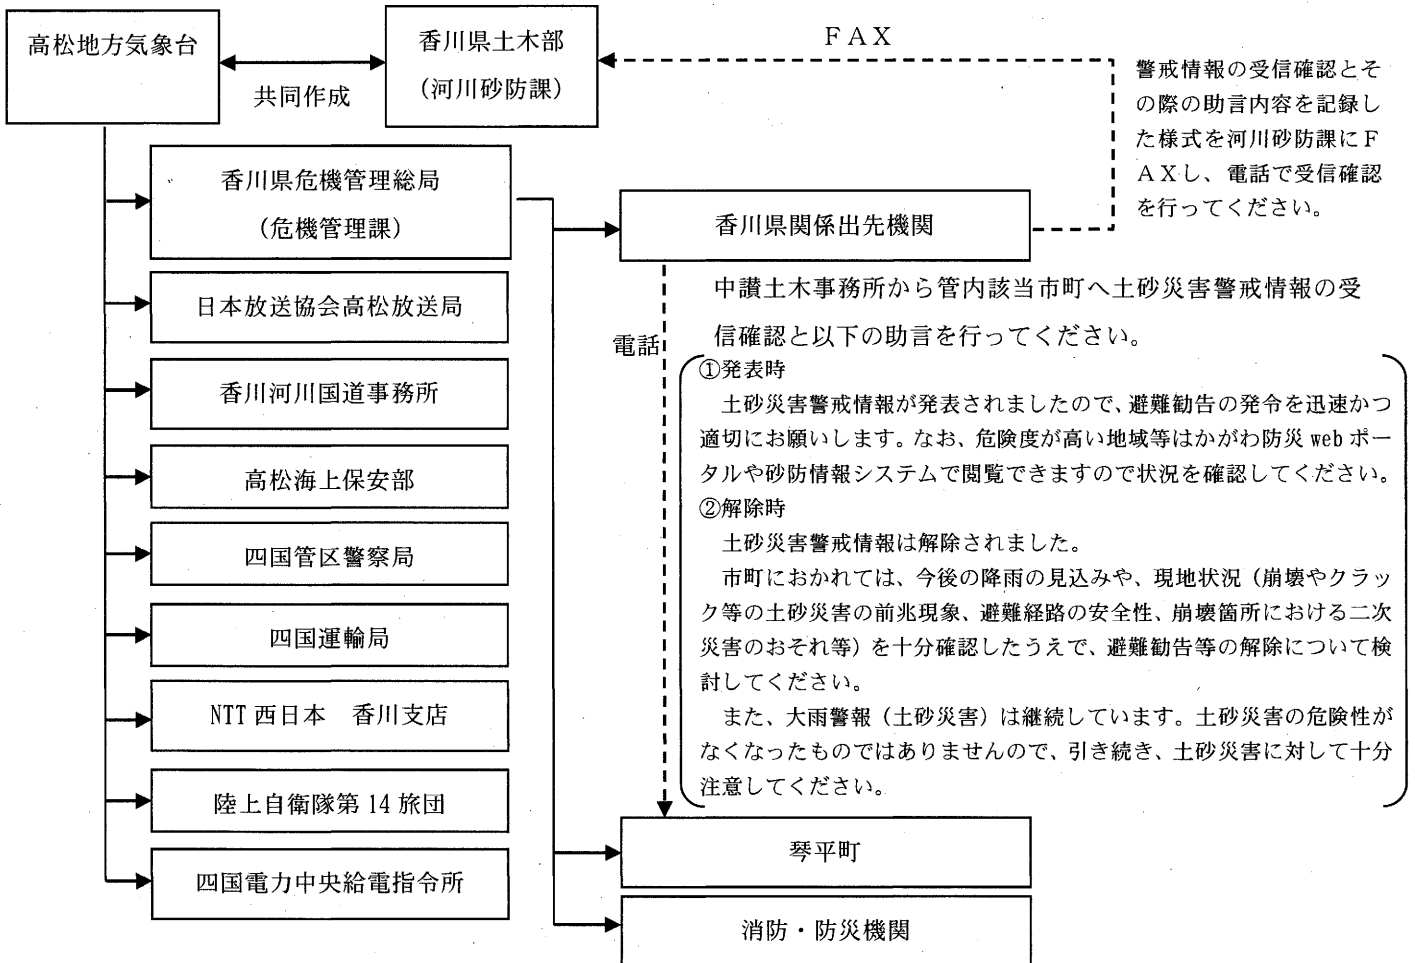 高松地方気象台
共同作成
香川県土木部
(河川砂防課)
ＦＡＸ
警戒情報の受信確認とそ
の際の助言内容を記録し
た様式を河川砂防課にＦ
ＡＸし、電話で受信確認
を行ってください。
香川県危機管理総局
(危機管理課)
日本放送協会高松放送局
香川河川国道事務所
高松海上保安部
四国管区警察局
四国運輸局
NTT 西日本　香川支店
陸上自衛隊第 14 旅団
四国電力中央給電指令所
香川県関係出先機関
電話
中讃土木事務所から管内該当市町へ土砂災害警戒情報の受
信確認と以下の助言を行ってください。
①発表時
　土砂災害警戒情報が発表されましたので、避難勧告の発令を迅速かつ
適切にお願いします。なお、危険度が高い地域等はかがわ防災 web ポー
タルや砂防情報システムで閲覧できますので状況を確認してください。
②解除時
　土砂災害警戒情報は解除されました。
　市町におかれては、今後の降雨の見込みや、現地状況（崩壊やクラッ
ク等の土砂災害の前兆現象、避難経路の安全性、崩壊箇所における二次
災害のおそれ等）を十分確認したうえで、避難勧告等の解除について検
討してください。
　また、大雨警報（土砂災害）は継続しています。土砂災害の危険性が
なくなったものではありませんので、引き続き、土砂災害に対して十分
注意してください。
琴平町
消防・防災機関